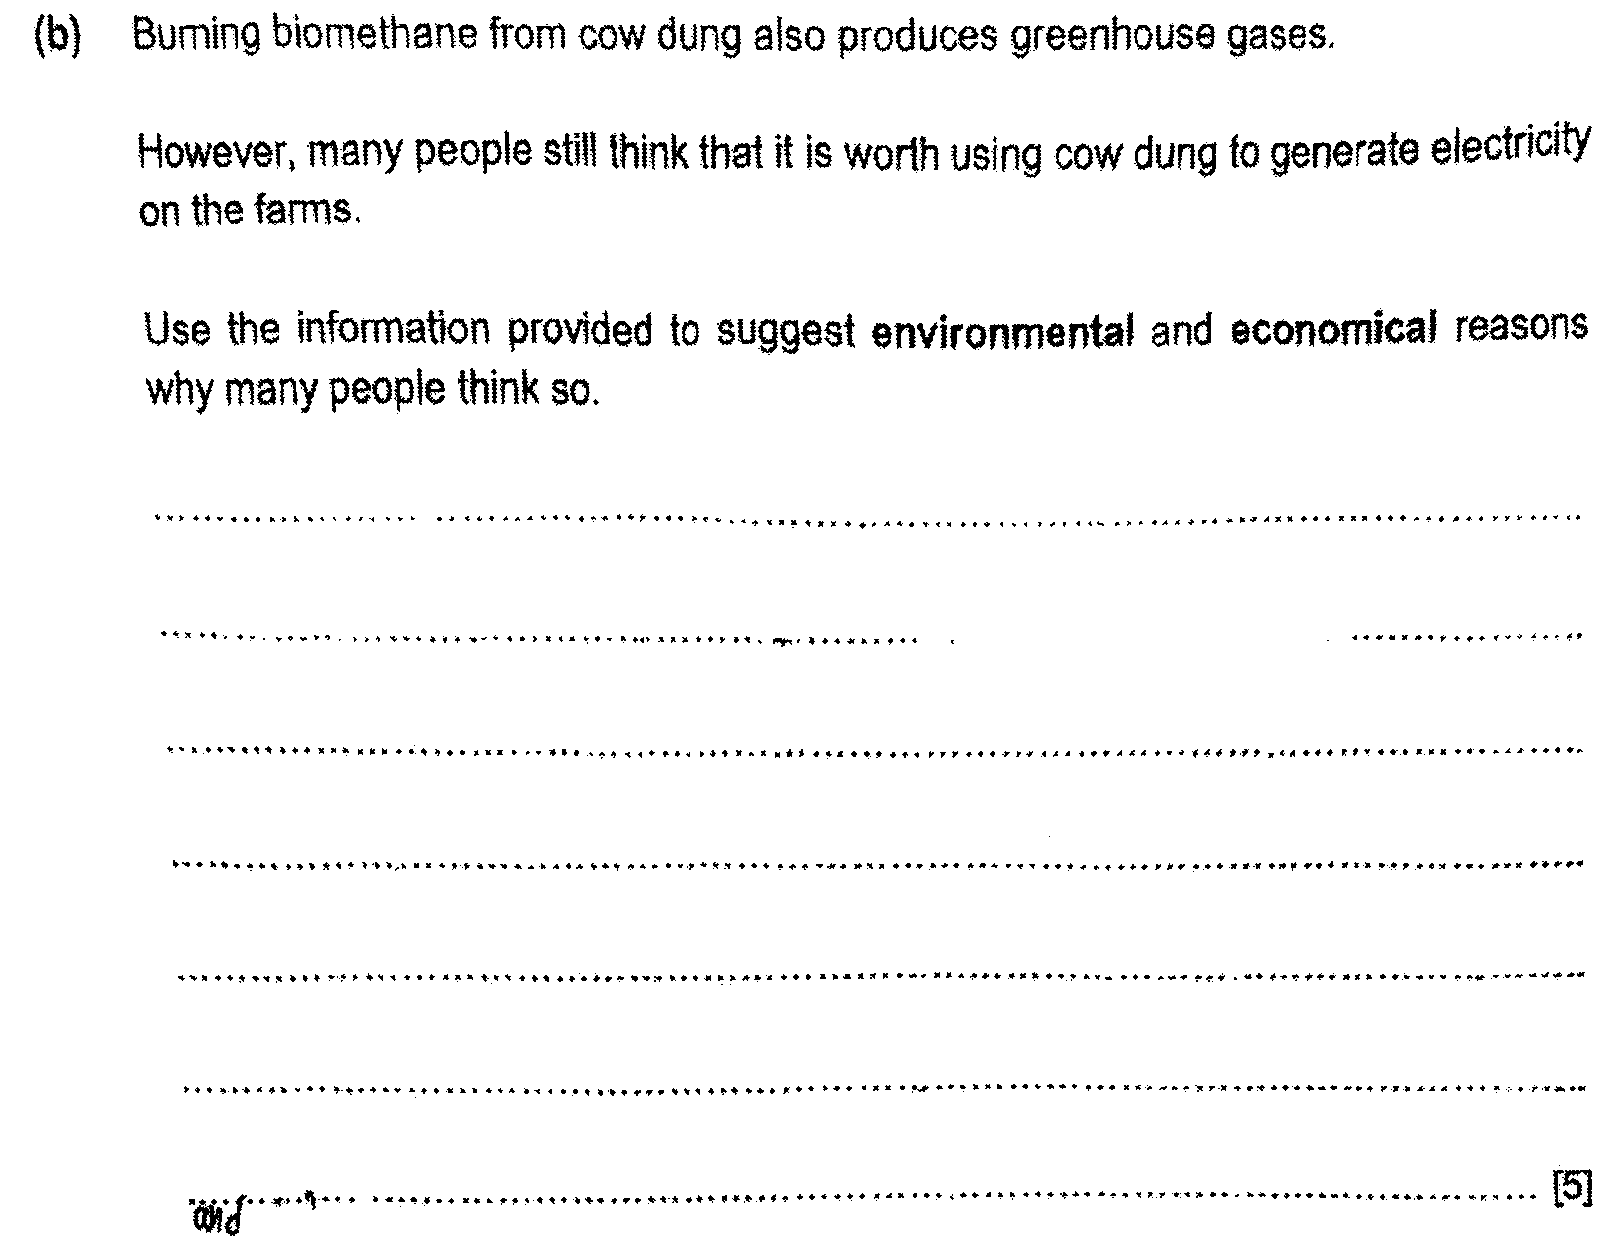 (b) Burning biomethane from cow dung also produces greenhouse gases.
However, many people still think that it is worth using cow dung to generate electricity
on the farms.
Use the information provided to suggest environmental and economical reasons
why many people think so.
[5]